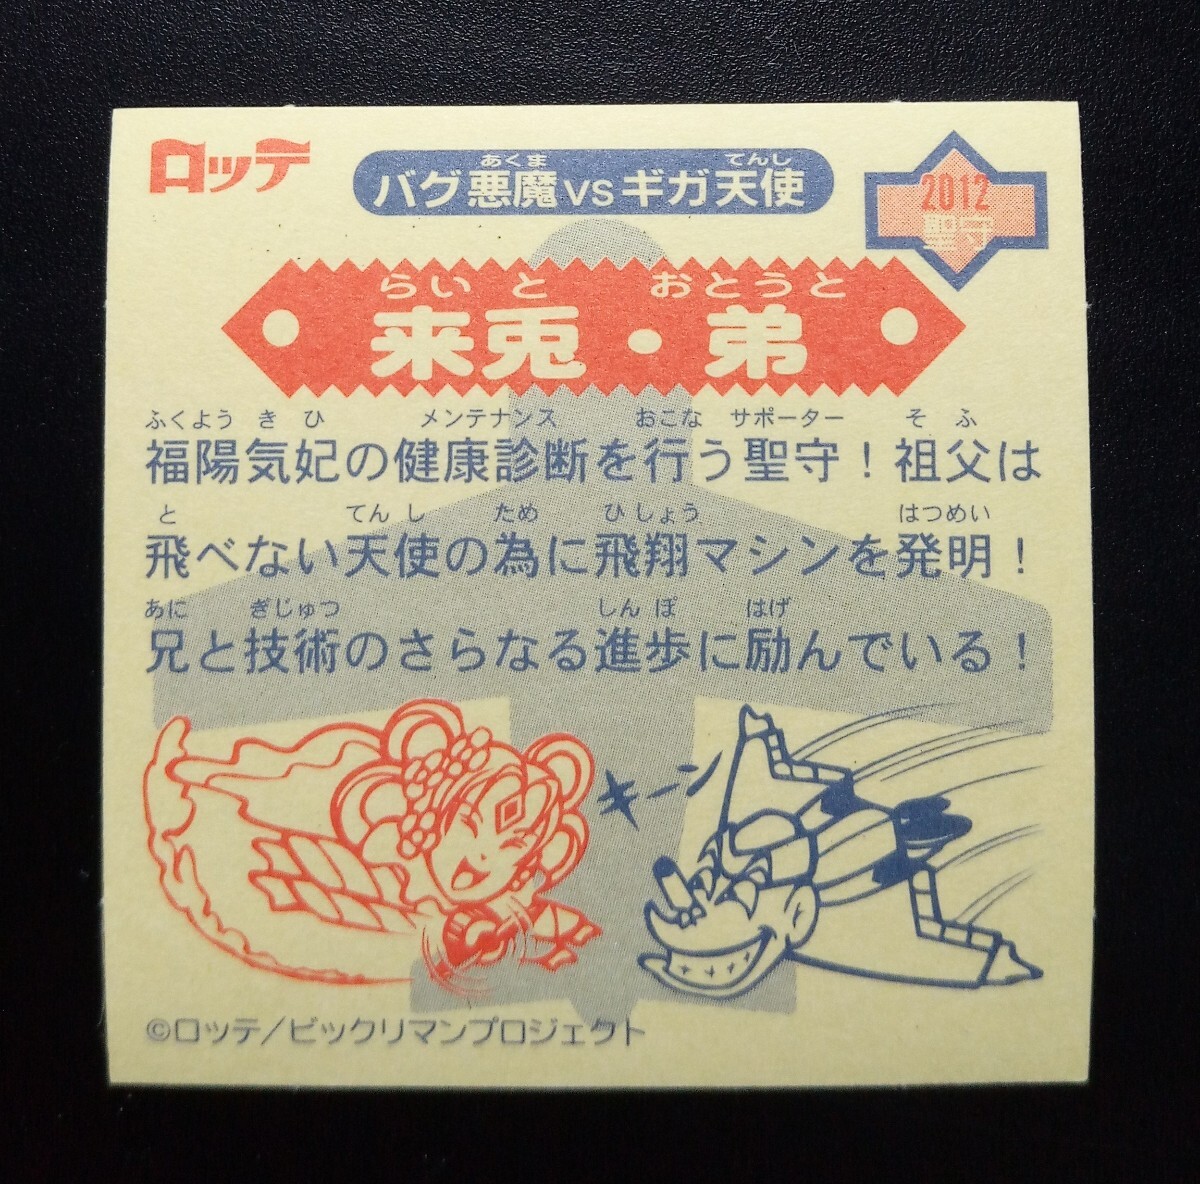 ロッテ
あくま てんし
バグ悪魔vsギガ天使
2012
聖守
らいと おとうと
来兎・弟
ふくようきひ メンテナンス おこな サポーター そふ
福陽気妃の健康診断を行う聖守！祖父は
と てんし ため ひしょう はつめい
飛べない天使の為に飛翔マシンを発明！
あに ぎじゅつ しんぽ はげ
兄と技術のさらなる進歩に励んでいる！
キーン
©ロッテ/ビックリマンプロジェクト